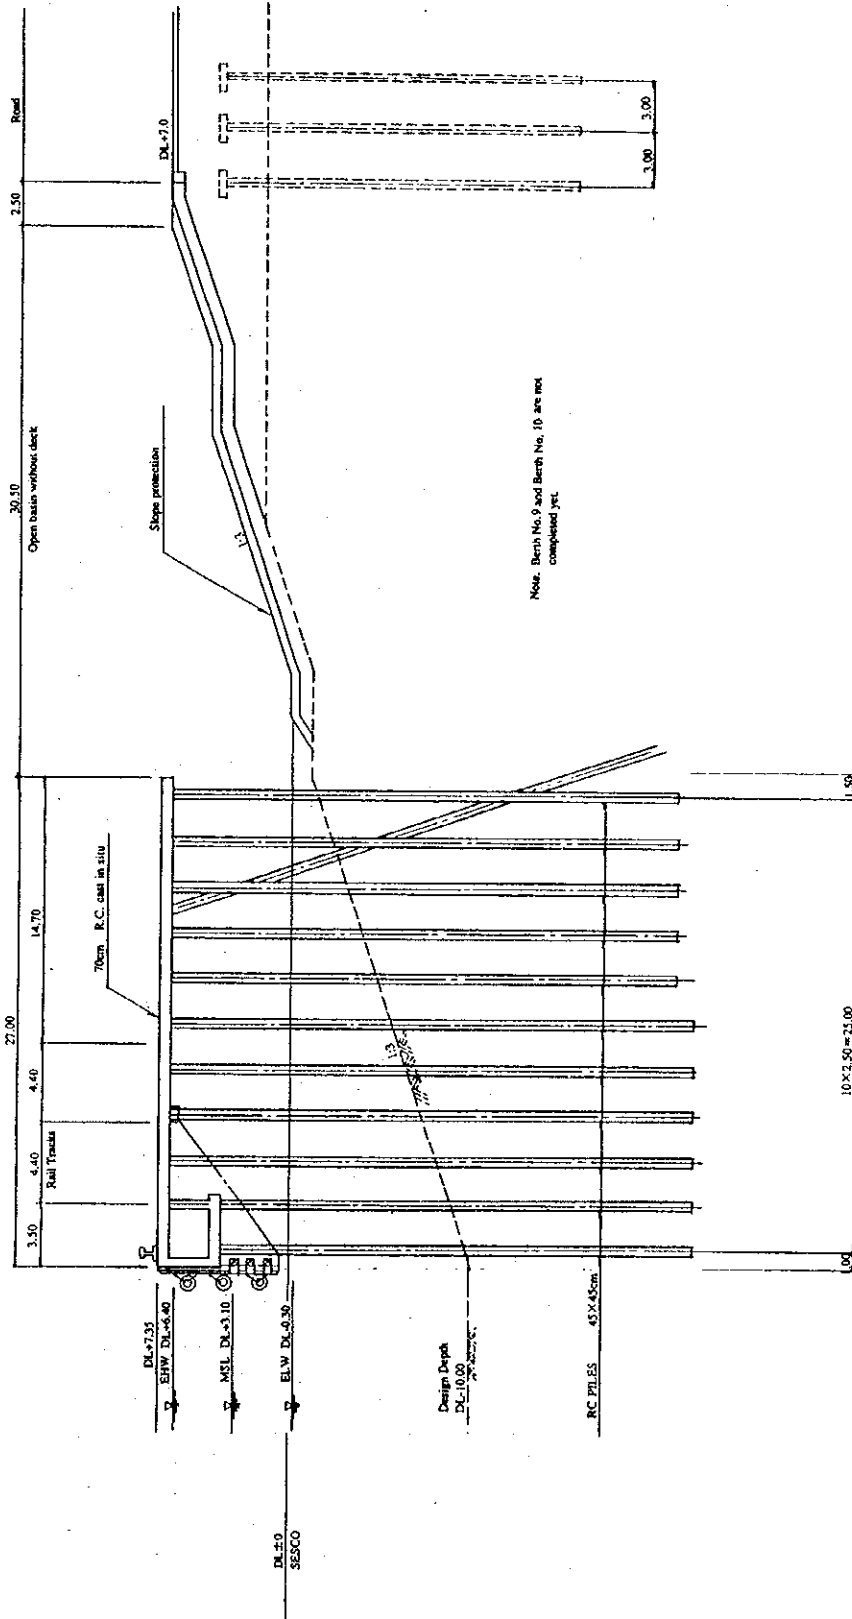 27.00
30.50
2.50
Road
3.50
4.40
4.40
14.70
Open basin without deck
Rail Tracks
70cm R.C. cast in situ
Slope protection
DL+7.0
DL+7.35
EHW DL+6.40
MSL DL+3.10
ELW DL-0.30
DL±0
SESCO
1:3
1:3
Design Depth
DL-10.00
RC PILES 45×45cm
Note. Berth No. 9 and Berth No. 10 are not
completed yet.
3.00
3.00
1.00
10×2.50=25.00
1.50